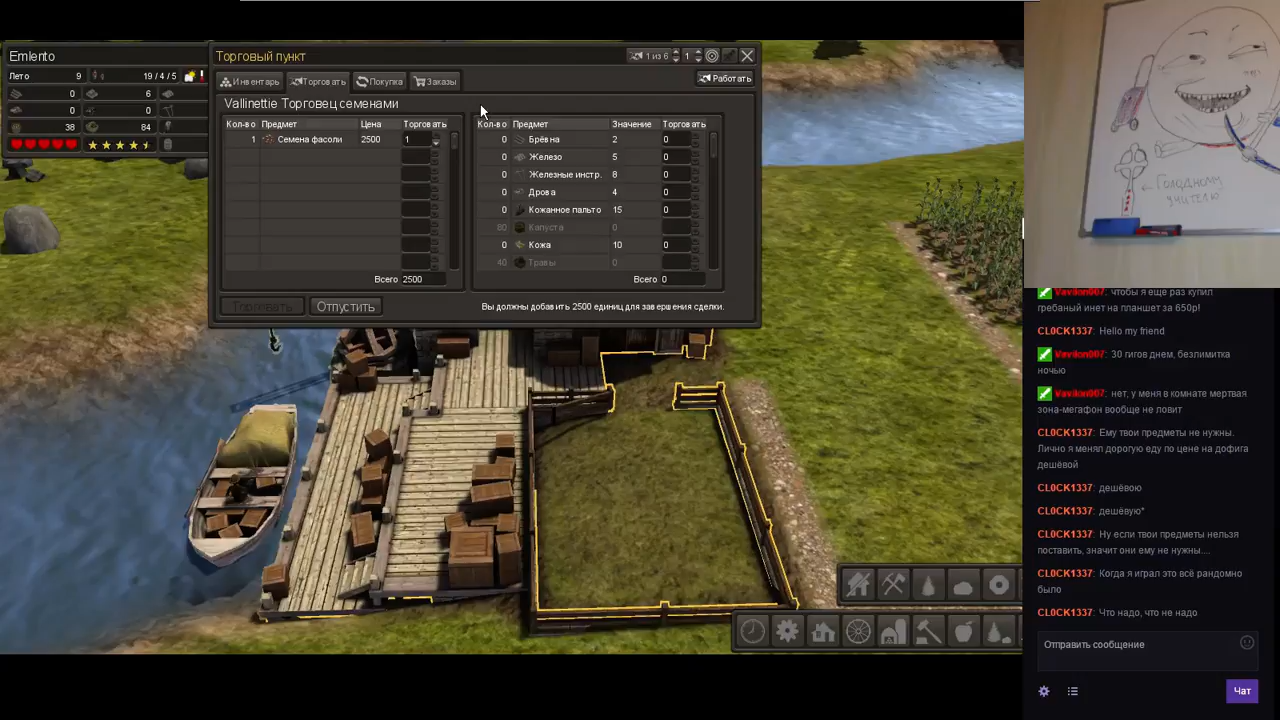 Emlento
Лето 9 19 / 4 / 5
0 6
0 0
38 84
Торговый пункт
1 из 6 1
Инвентарь Торговать Покупка Заказы
Работать
Vallinettie Торговец семенами
Кол-во Предмет Цена Торговать
1 Семена фасоли 2500 1
Всего 2500
Кол-во Предмет Значение Торговать
0 Брёвна 2 0
0 Железо 5 0
0 Железные инстр. 8 0
0 Дрова 4 0
0 Кожанное пальто 15 0
80 Капуста 0
0 Кожа 10 0
40 Травы 0
Всего 0
Торговать Отпустить
Вы должны добавить 2500 единиц для завершения сделки.
Голодному
учителю
Vavilon007: чтобы я еще раз купил
гребаный инет на планшет за 650р!
CL0CK1337: Hello my friend
Vavilon007: 30 гигов днем, безлимитка
ночью
Vavilon007: нет, у меня в комнате мертвая
зона-мегафон вообще не ловит
CL0CK1337: Ему твои предметы не нужны.
Лично я менял дорогую еду по цене на дофига
дешёвой
CL0CK1337: дешёвою
CL0CK1337: дешёвую*
CL0CK1337: Ну если твои предметы нельзя
поставить, значит они ему не нужны....
CL0CK1337: Когда я играл это всё рандомно
было
CL0CK1337: Что надо, что не надо
Отправить сообщение
Чат